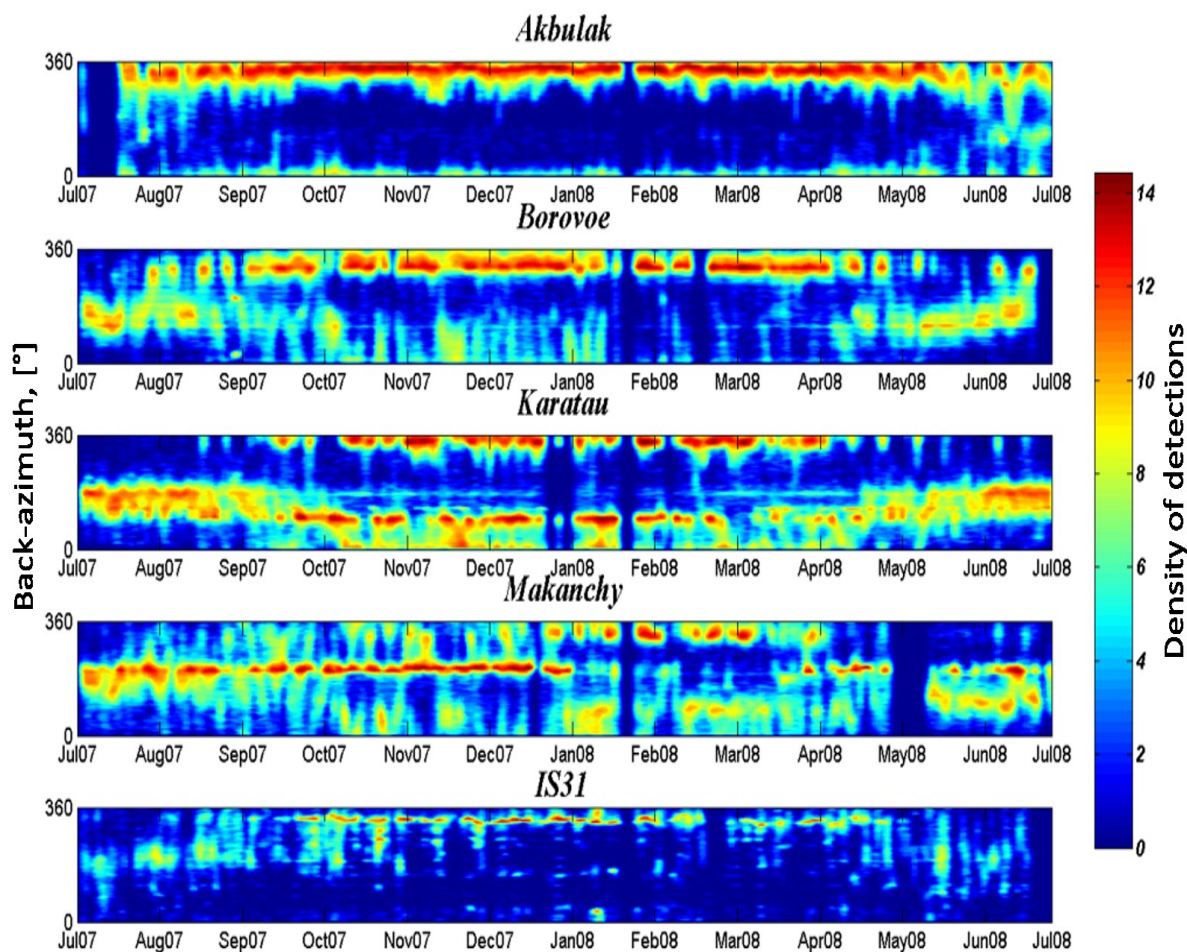 Akbulak
360
0
Jul07 Aug07 Sep07 Oct07 Nov07 Dec07 Jan08 Feb08 Mar08 Apr08 May08 Jun08 Jul08
Borovoe
360
0
Jul07 Aug07 Sep07 Oct07 Nov07 Dec07 Jan08 Feb08 Mar08 Apr08 May08 Jun08 Jul08
Karatau
360
0
Jul07 Aug07 Sep07 Oct07 Nov07 Dec07 Jan08 Feb08 Mar08 Apr08 May08 Jun08 Jul08
Makanchy
360
0
Jul07 Aug07 Sep07 Oct07 Nov07 Dec07 Jan08 Feb08 Mar08 Apr08 May08 Jun08 Jul08
IS31
360
0
Jul07 Aug07 Sep07 Oct07 Nov07 Dec07 Jan08 Feb08 Mar08 Apr08 May08 Jun08 Jul08
Back-azimuth, [°]
14
12
10
8
6
4
2
0
Density of detections